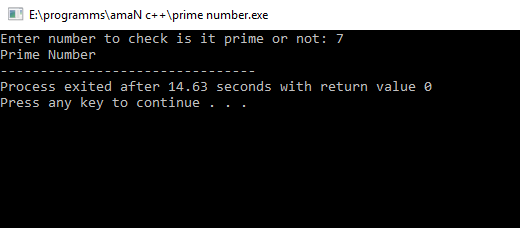 E:\programms\amaN c++\prime number.exe
Enter number to check is it prime or not: 7
Prime Number
--------------------------------
Process exited after 14.63 seconds with return value 0
Press any key to continue . . .